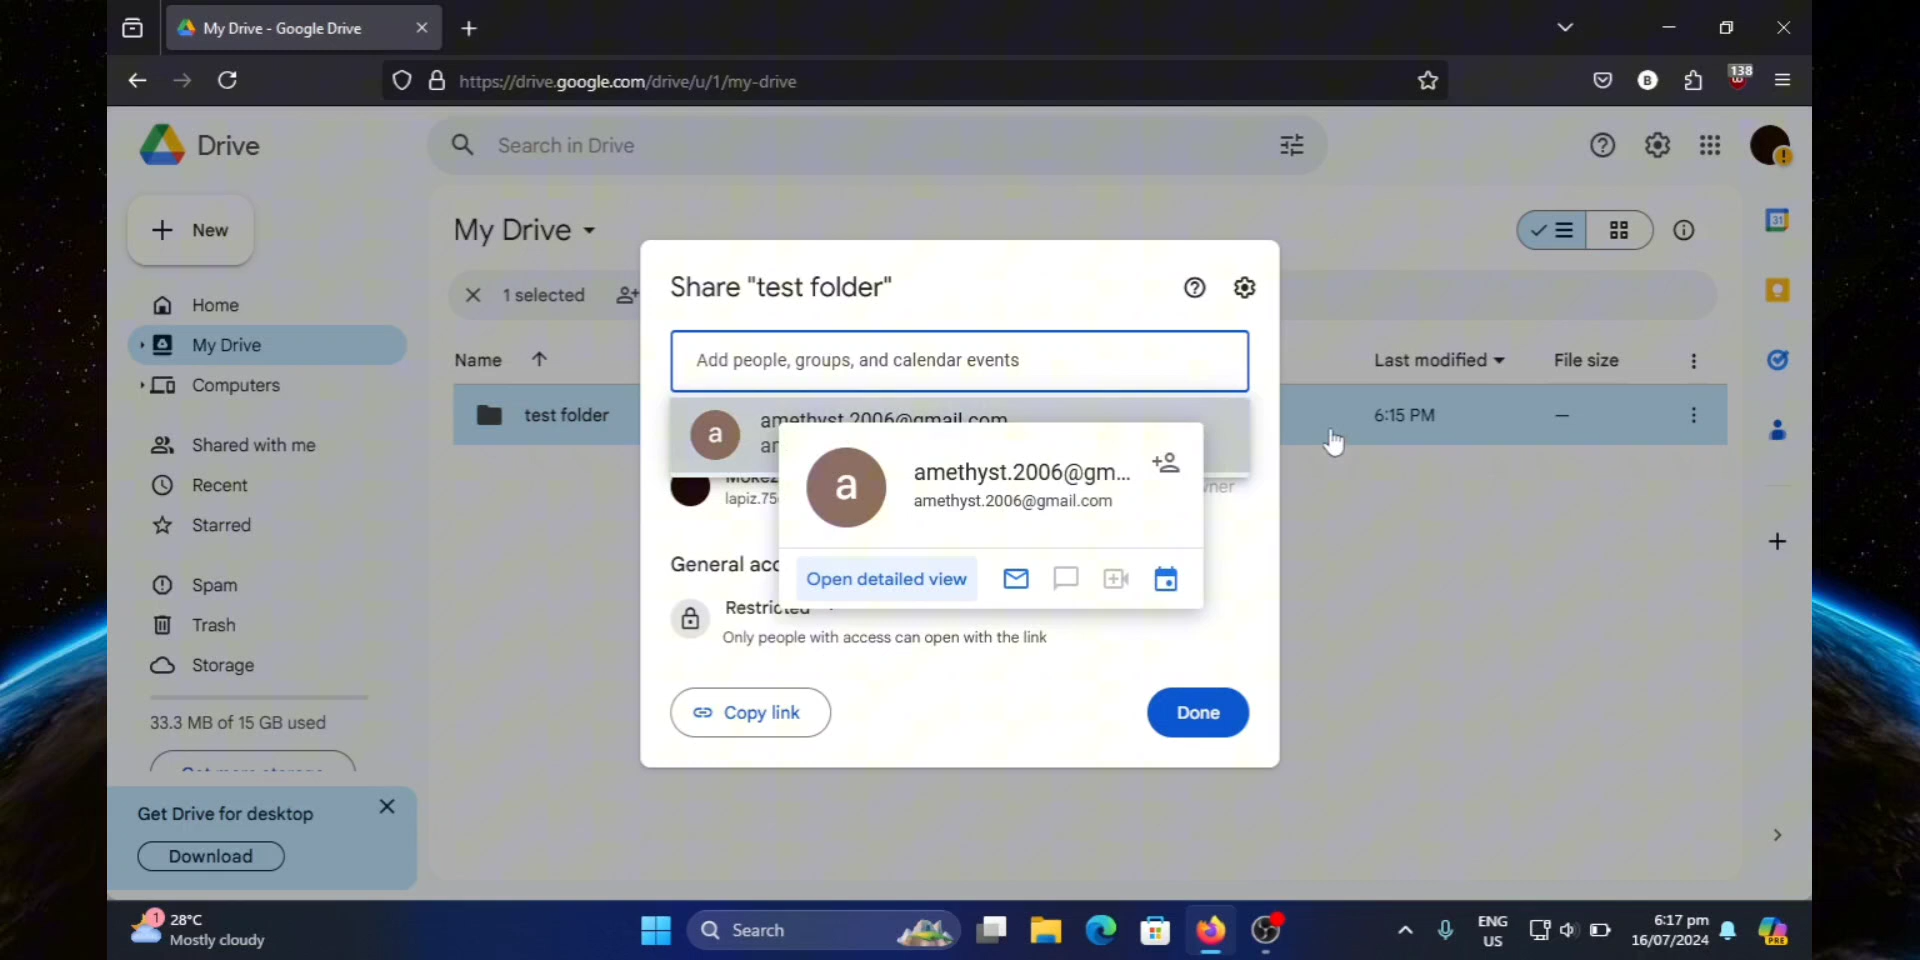 My Drive - Google Drive
https://drive.google.com/drive/u/1/my-drive
138
B
Drive
Search in Drive
New
My Drive
31
Home
My Drive
Computers
Shared with me
Recent
Starred
Spam
Trash
Storage
33.3 MB of 15 GB used
Get Drive for desktop
Download
1 selected
Name
Last modified
File size
test folder
6:15 PM
—
Share "test folder"
Add people, groups, and calendar events
a
amethyst.2006@gmail.com
lapiz.75
a
amethyst.2006@gm...
amethyst.2006@gmail.com
Open detailed view
General acc
Restricted
Only people with access can open with the link
Copy link
Done
1
28°C
Mostly cloudy
Search
ENG
US
6:17 pm
16/07/2024
PRE